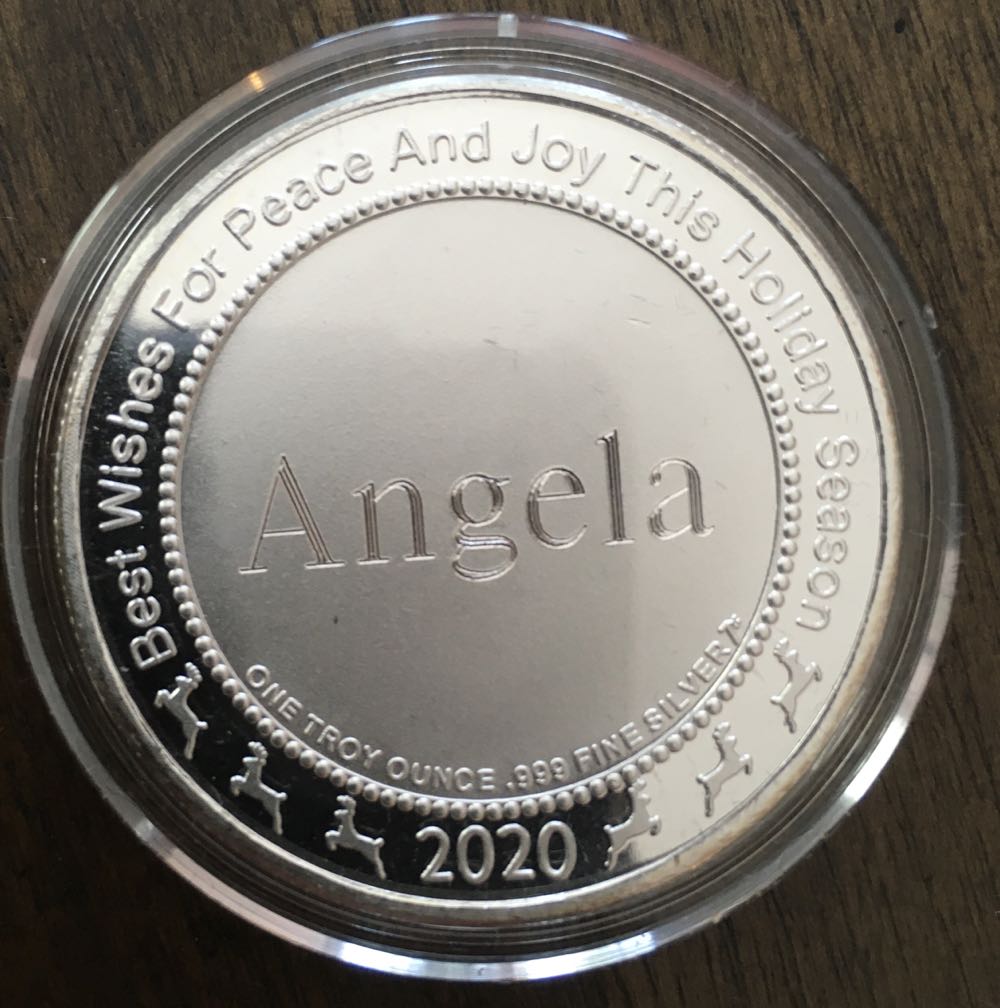 Best Wishes For Peace And Joy This Holiday Season
Angela
ONE TROY OUNCE .999 FINE SILVER
2020